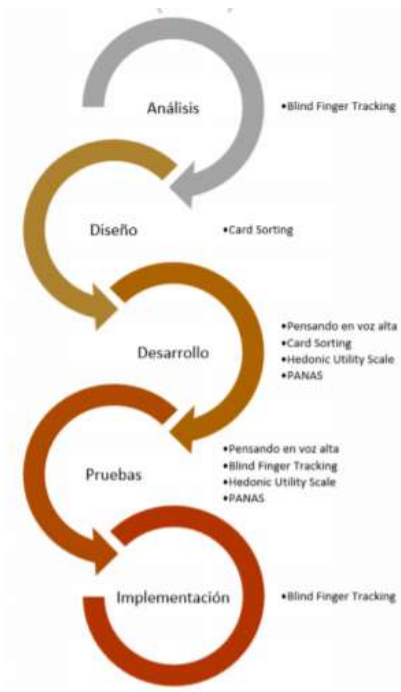 Análisis
•Blind Finger Tracking
Diseño
•Card Sorting
Desarrollo
•Pensando en voz alta
•Card Sorting
•Hedonic Utility Scale
•PANAS
Pruebas
•Pensando en voz alta
•Blind Finger Tracking
•Hedonic Utility Scale
•PANAS
Implementación
•Blind Finger Tracking